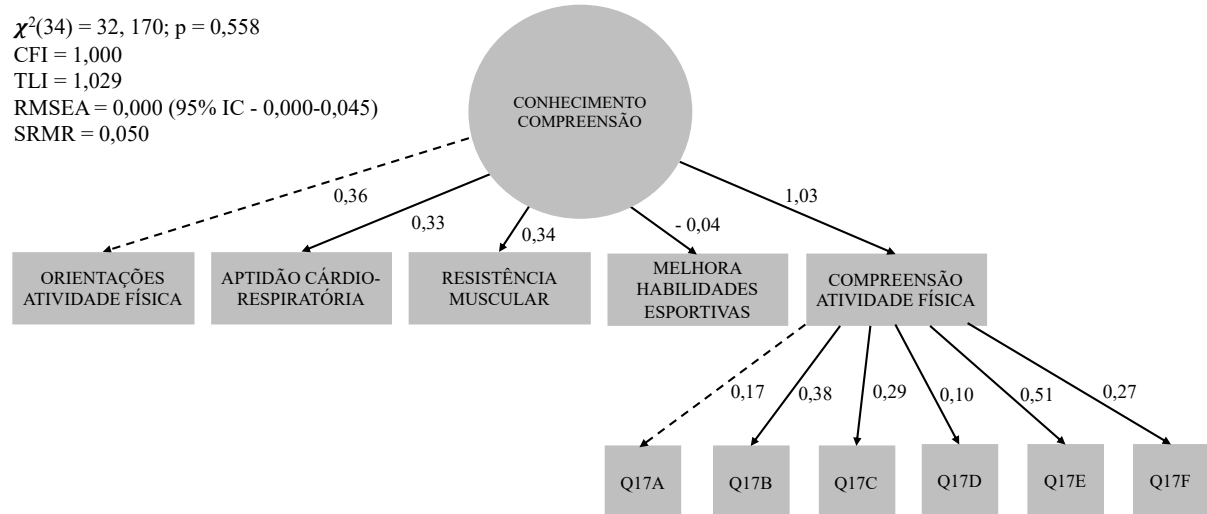 χ²(34) = 32, 170; p = 0,558
CFI = 1,000
TLI = 1,029
RMSEA = 0,000 (95% IC - 0,000-0,045)
SRMR = 0,050
CONHECIMENTO
COMPREENSÃO
0,36
0,33
0,34
- 0,04
1,03
ORIENTAÇÕES
ATIVIDADE FÍSICA
APTIDÃO CÁRDIO-
RESPIRATÓRIA
RESISTÊNCIA
MUSCULAR
MELHORA
HABILIDADES
ESPORTIVAS
COMPREENSÃO
ATIVIDADE FÍSICA
0,17
0,38
0,29
0,10
0,51
0,27
Q17A
Q17B
Q17C
Q17D
Q17E
Q17F